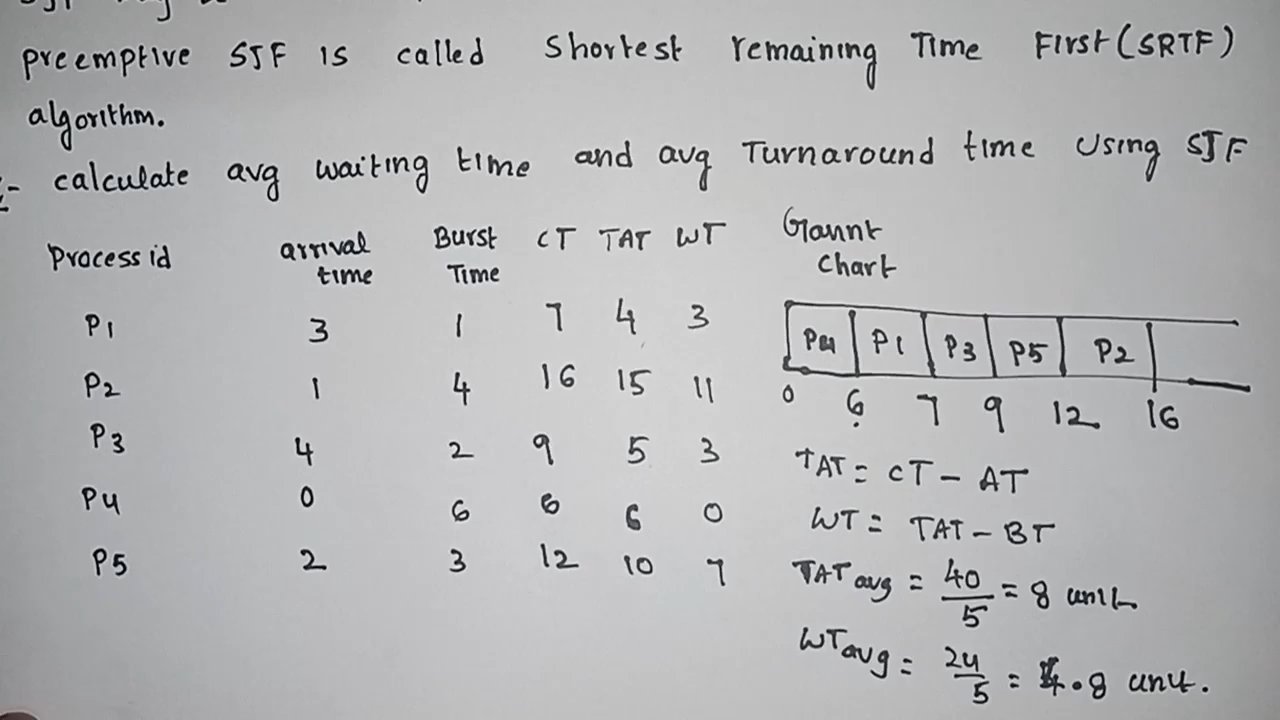 preemptive SJF is called Shortest remaining Time First (SRTF)
algorithm.
calculate avg waiting time and avg Turnaround time Using SJF
Process id arrival time Burst Time CT TAT WT
P1 3 1 7 4 3
P2 1 4 16 15 11
P3 4 2 9 5 3
P4 0 6 6 6 0
P5 2 3 12 10 7
Gannt
chart
P4 P1 P3 P5 P2
0 6 7 9 12 16
TAT = CT - AT
WT = TAT - BT
TAT avg = 40/5 = 8 unit
WT avg = 24/5 = 4.8 unit.